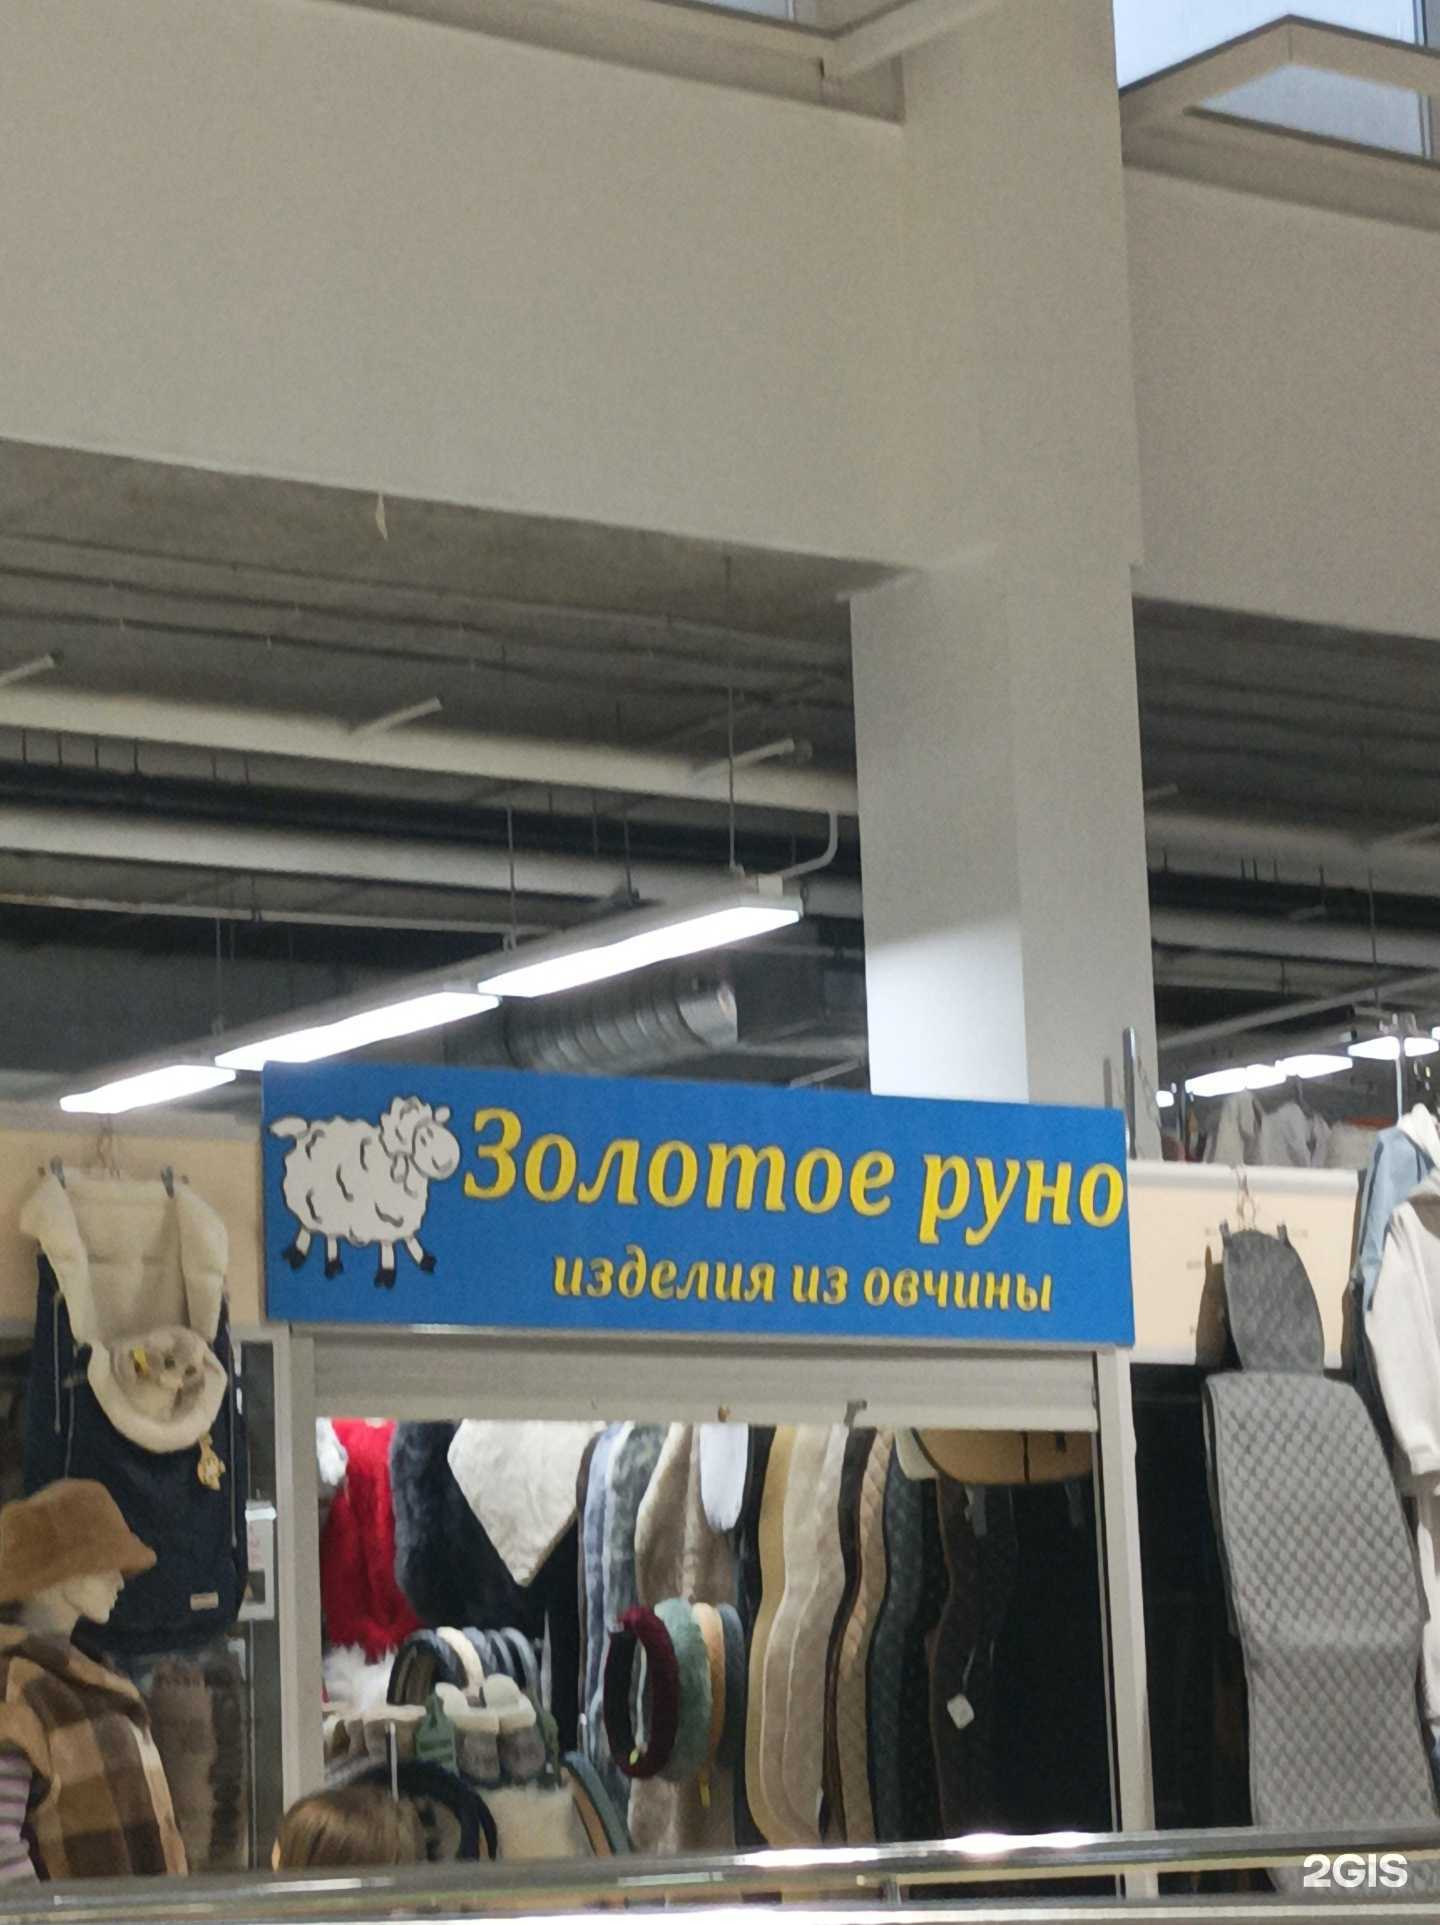 Золотое руно
изделия из овчины
2GIS